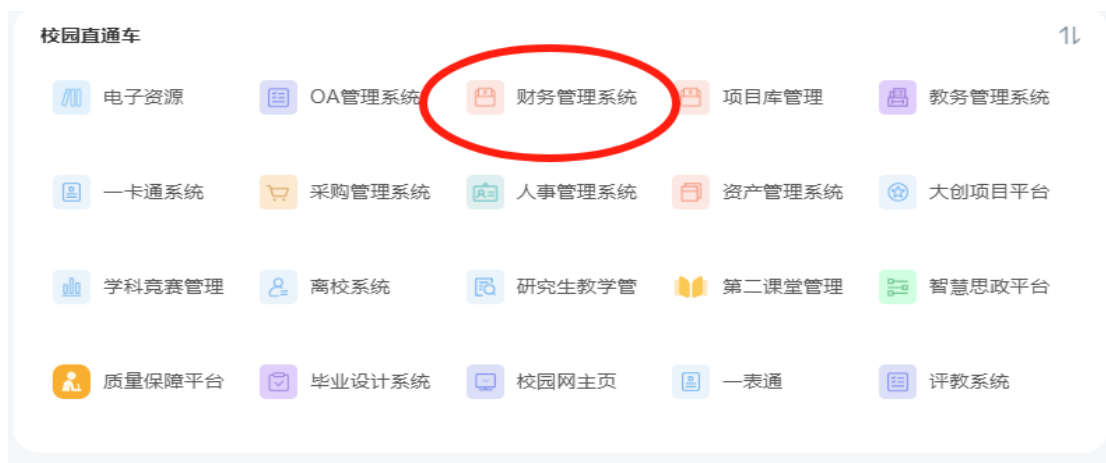 校园直通车
电子资源 OA管理系统 财务管理系统 项目库管理 教务管理系统
一卡通系统 采购管理系统 人事管理系统 资产管理系统 大创项目平台
学科竞赛管理 离校系统 研究生教学管 第二课堂管理 智慧思政平台
质量保障平台 毕业设计系统 校园网主页 一表通 评教系统